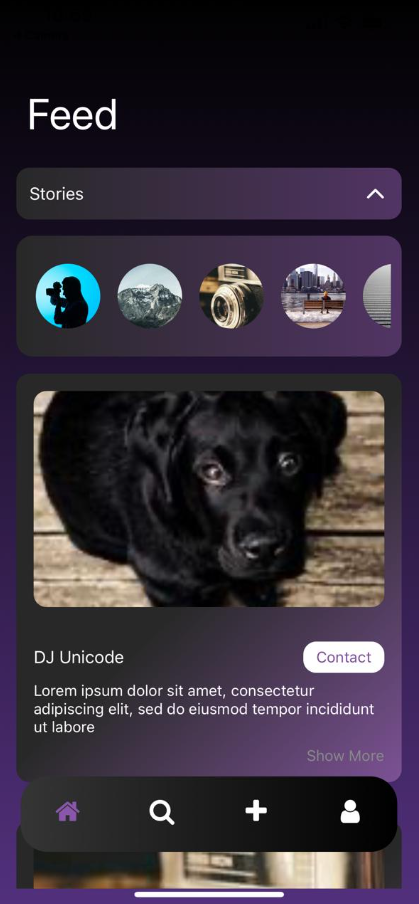 Feed
Stories
DJ Unicode
Contact
Lorem ipsum dolor sit amet, consectetur
adipiscing elit, sed do eiusmod tempor incididunt
ut labore
Show More